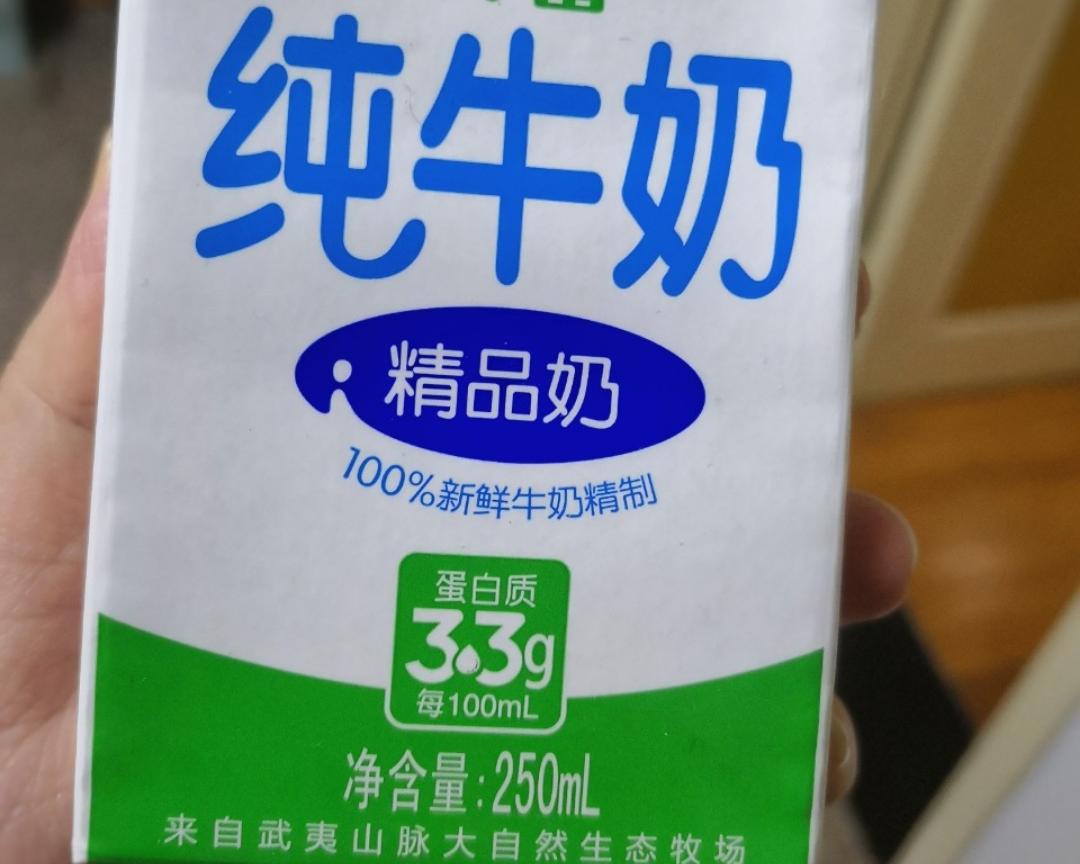 纯牛奶
精品奶
100%新鲜牛奶精制
蛋白质
3.3g
每100mL
净含量:250mL
来自武夷山脉大自然生态牧场